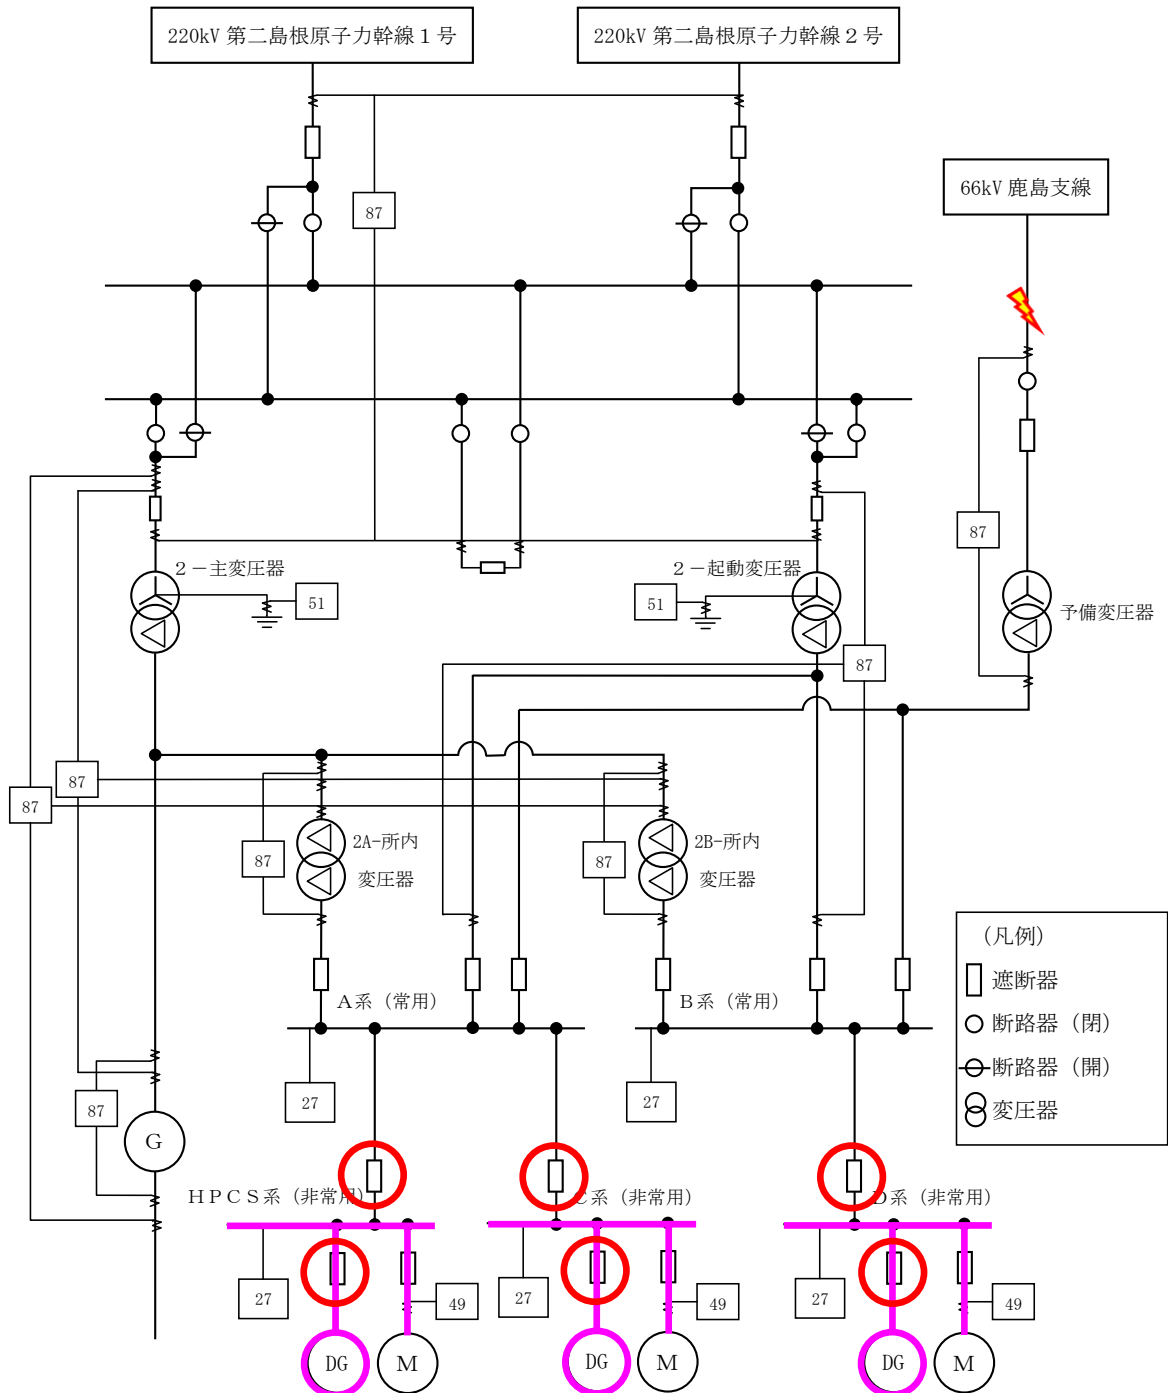 220kV 第二島根原子力幹線１号
220kV 第二島根原子力幹線２号
66kV 鹿島支線
87
87
２－主変圧器
２－起動変圧器
51
51
予備変圧器
87
87
87
2A-所内
変圧器
2B-所内
変圧器
87
87
（凡例）
遮断器
断路器（閉）
断路器（開）
変圧器
Ａ系（常用）
Ｂ系（常用）
27
27
87
G
ＨＰＣＳ系（非常用）
Ｃ系（非常用）
Ｄ系（非常用）
27
49
27
49
27
49
DG
M
DG
M
DG
M